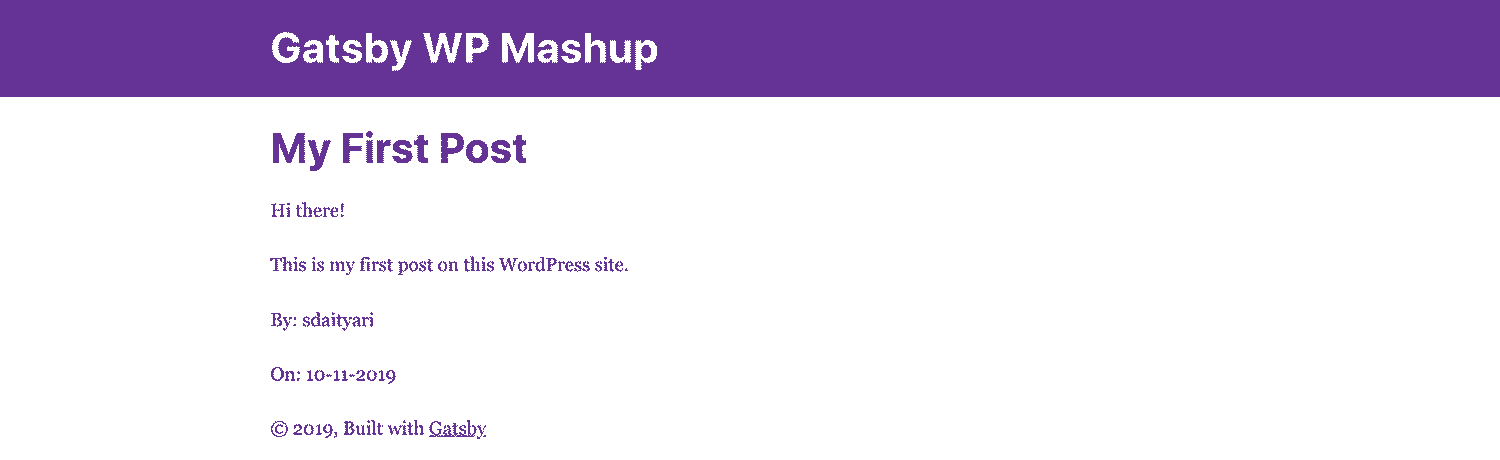 Gatsby WP Mashup
My First Post
Hi there!
This is my first post on this WordPress site.
By: sdaityari
On: 10-11-2019
© 2019, Built with Gatsby